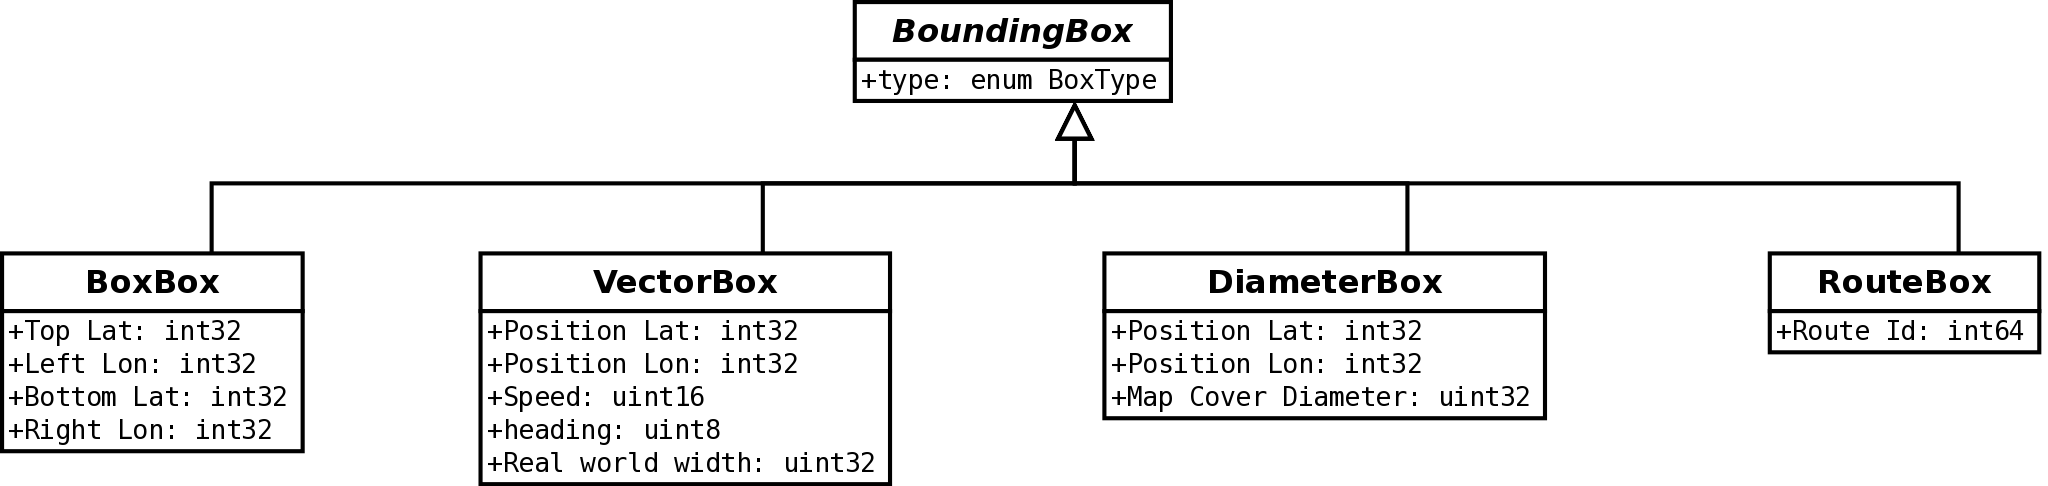 BoundingBox
+type: enum BoxType
BoxBox
+Top Lat: int32
+Left Lon: int32
+Bottom Lat: int32
+Right Lon: int32
VectorBox
+Position Lat: int32
+Position Lon: int32
+Speed: uint16
+heading: uint8
+Real world width: uint32
DiameterBox
+Position Lat: int32
+Position Lon: int32
+Map Cover Diameter: uint32
RouteBox
+Route Id: int64